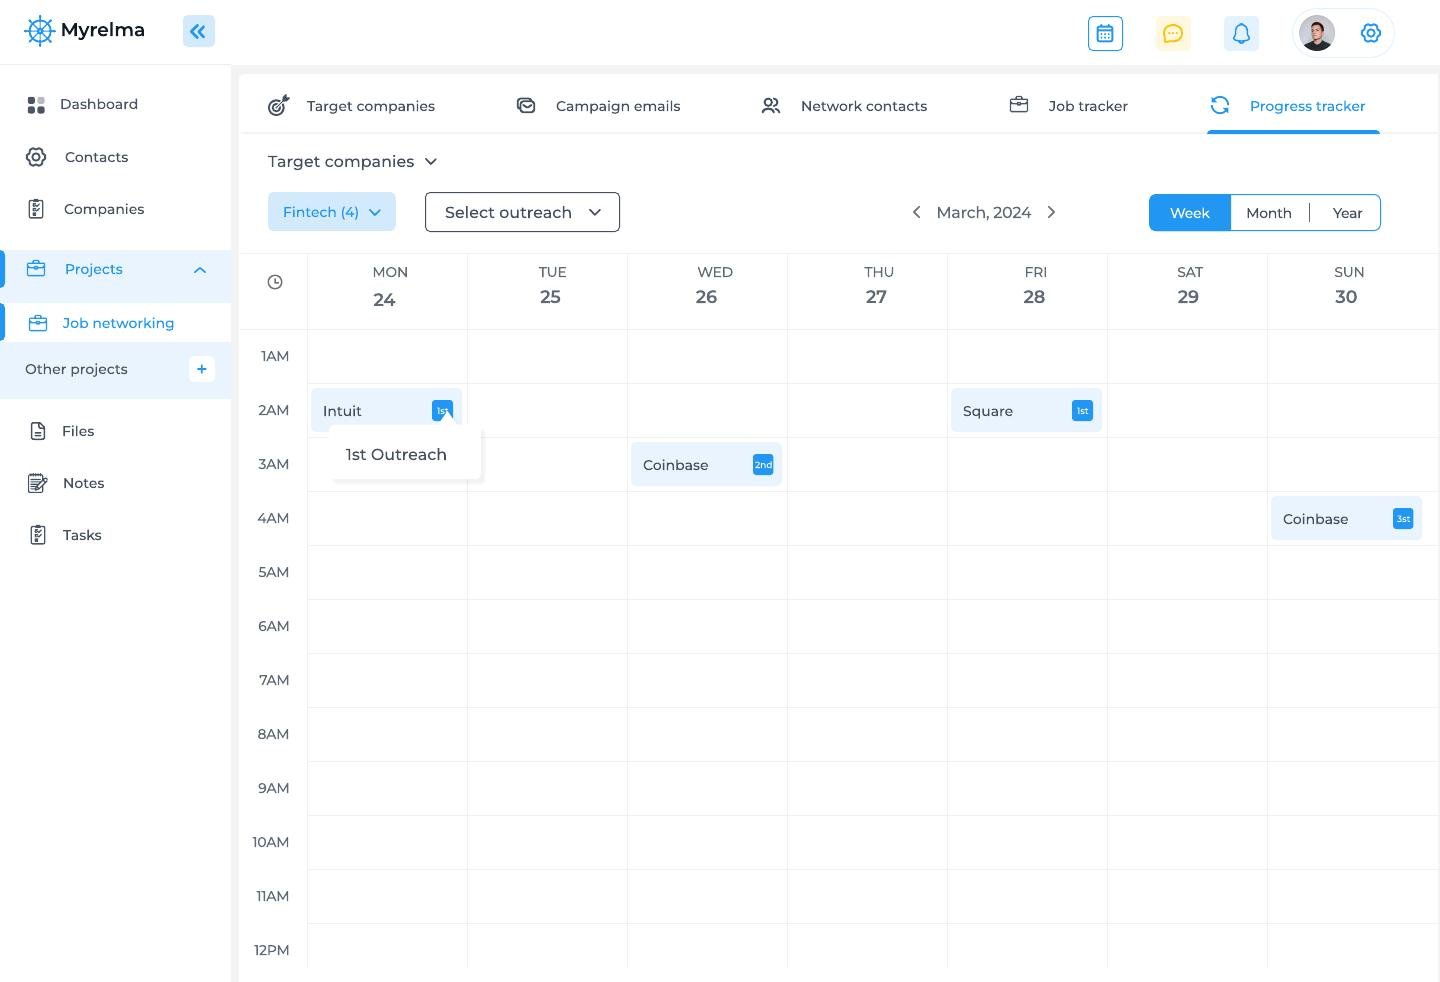 Myrelma
Dashboard
Contacts
Companies
Projects
Job networking
Other projects
+
Files
Notes
Tasks
Target companies
Campaign emails
Network contacts
Job tracker
Progress tracker
Target companies
Fintech (4)
Select outreach
March, 2024
Week
Month
Year
MON 24
TUE 25
WED 26
THU 27
FRI 28
SAT 29
SUN 30
1AM
2AM
Intuit 1st
Square 1st
1st Outreach
3AM
Coinbase 2nd
4AM
Coinbase 3st
5AM
6AM
7AM
8AM
9AM
10AM
11AM
12PM